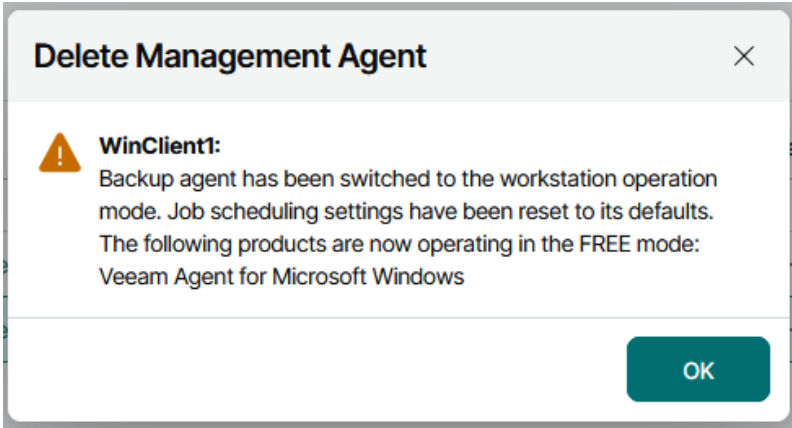 Delete Management Agent
WinClient1:
Backup agent has been switched to the workstation operation
mode. Job scheduling settings have been reset to its defaults.
The following products are now operating in the FREE mode:
Veeam Agent for Microsoft Windows
OK